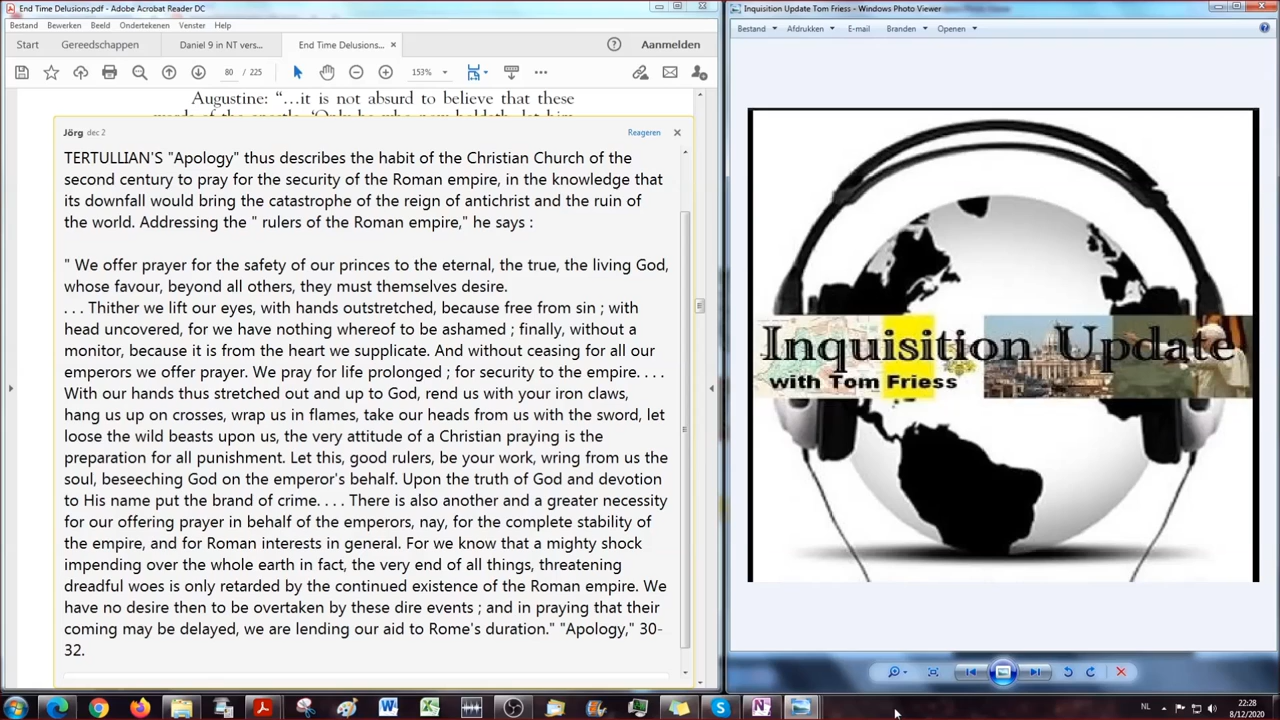 End Time Delusions.pdf - Adobe Acrobat Reader DC
Bestand Bewerken Beeld Ondertekenen Venster Help
Start Gereedschappen Daniel 9 in NT vers... End Time Delusions... × Aanmelden
80 / 225 153%
Augustine: “…it is not absurd to believe that these
Jörg dec 2 Reageren
TERTULLIAN'S "Apology" thus describes the habit of the Christian Church of the
second century to pray for the security of the Roman empire, in the knowledge that
its downfall would bring the catastrophe of the reign of antichrist and the ruin of
the world. Addressing the " rulers of the Roman empire," he says :
" We offer prayer for the safety of our princes to the eternal, the true, the living God,
whose favour, beyond all others, they must themselves desire.
. . . Thither we lift our eyes, with hands outstretched, because free from sin ; with
head uncovered, for we have nothing whereof to be ashamed ; finally, without a
monitor, because it is from the heart we supplicate. And without ceasing for all our
emperors we offer prayer. We pray for life prolonged ; for security to the empire. . . .
With our hands thus stretched out and up to God, rend us with your iron claws,
hang us up on crosses, wrap us in flames, take our heads from us with the sword, let
loose the wild beasts upon us, the very attitude of a Christian praying is the
preparation for all punishment. Let this, good rulers, be your work, wring from us the
soul, beseeching God on the emperor's behalf. Upon the truth of God and devotion
to His name put the brand of crime. . . . There is also another and a greater necessity
for our offering prayer in behalf of the emperors, nay, for the complete stability of
the empire, and for Roman interests in general. For we know that a mighty shock
impending over the whole earth in fact, the very end of all things, threatening
dreadful woes is only retarded by the continued existence of the Roman empire. We
have no desire then to be overtaken by these dire events ; and in praying that their
coming may be delayed, we are lending our aid to Rome's duration." "Apology," 30-
32.
Inquisition Update Tom Friess - Windows Photo Viewer
Bestand Afdrukken E-mail Branden Openen
Inquisition Update
with Tom Friess
NL 22:28
8/12/2020